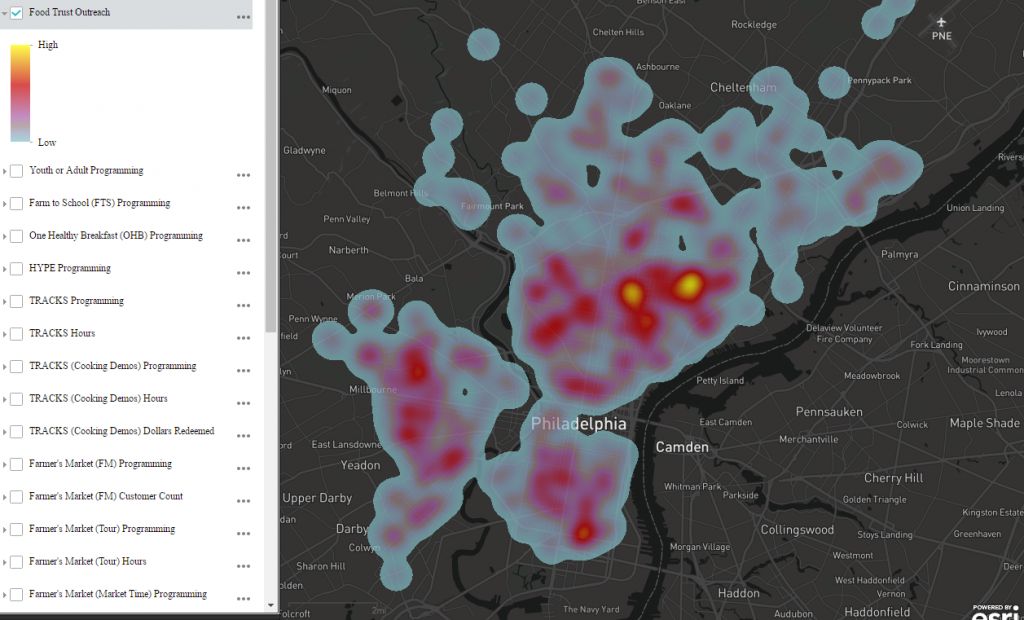 Food Trust Outreach
High
Low
Youth or Adult Programming
Farm to School (FTS) Programming
One Healthy Breakfast (OHB) Programming
HYPE Programming
TRACKS Programming
TRACKS Hours
TRACKS (Cooking Demos) Programming
TRACKS (Cooking Demos) Hours
TRACKS (Cooking Demos) Dollars Redeemed
Farmer's Market (FM) Programming
Farmer's Market (FM) Customer Count
Farmer's Market (Tour) Programming
Farmer's Market (Tour) Hours
Farmer's Market (Market Time) Programming
Benson East
Rockledge
Chelten Hills
PNE
Ashbourne
Miquon
Cheltenham
Pennypack Park
Oaklane
Gladwyne
Rivers
Belmont Hills
Fairmount Park
Union Landing
Penn Valley
Narberth
Court
Palmyra
Bala
Cinnaminson
Merion Park
Penn Wynne
field
Delaview Volunteer
Fire Company
Ivywood
Fork Landing
Moorestown
Industrial Commo
Meadowbrook
Petty Island
Millbourne
Lenola
Pennsauken
Philadelphia
East Camden
Colwick
Maple Shade
Merchantville
East Lansdowne
Camden
Yeadon
Cherry Hill
Whitman Park
Parkside
Upper Darby
Golden Triangle
Kingston Estate
Darby
Collingswood
Stoys Landing
Greenhaven
Colwyn
Morgan Village
Westmont
Sharon Hill
Deer
West Haddonfield
Haddon
Vernon
2mi
The Navy Yard
Audubon
Haddonfield
POWERED BY
esri